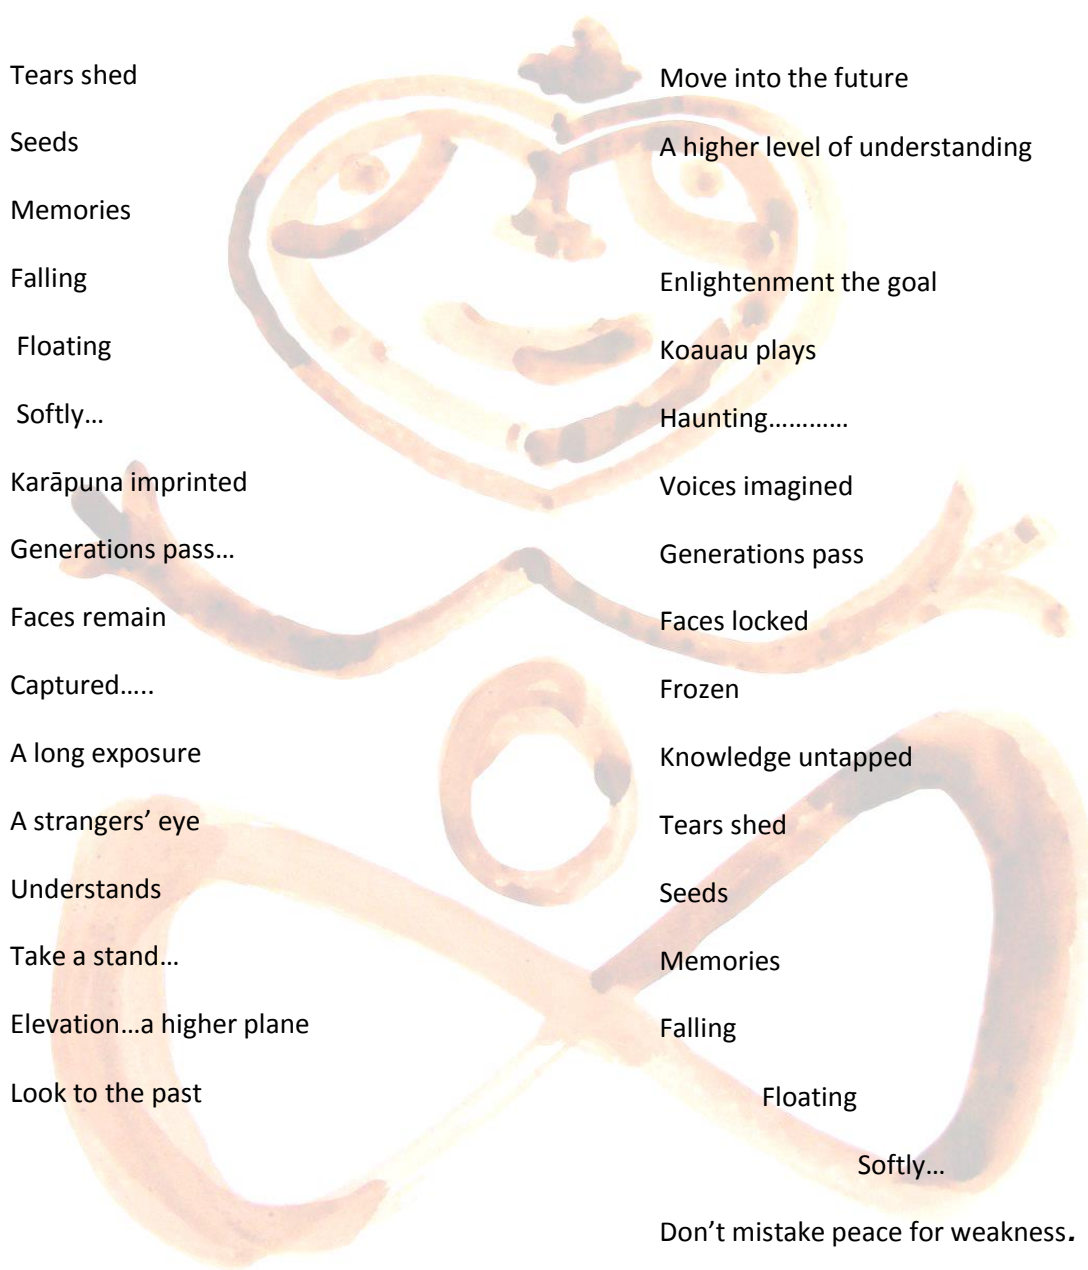 Tears shed
Seeds
Memories
Falling
Floating
Softly…
Karāpuna imprinted
Generations pass…
Faces remain
Captured…..
A long exposure
A strangers’ eye
Understands
Take a stand…
Elevation…a higher plane
Look to the past
Move into the future
A higher level of understanding
Enlightenment the goal
Koauau plays
Haunting…………
Voices imagined
Generations pass
Faces locked
Frozen
Knowledge untapped
Tears shed
Seeds
Memories
Falling
Floating
Softly…
Don’t mistake peace for weakness.